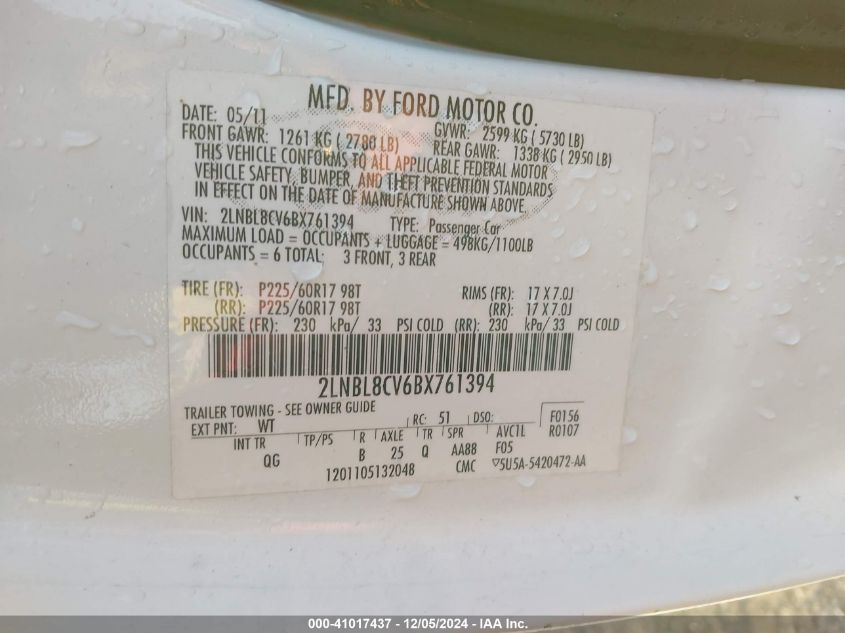 MFD. BY FORD MOTOR CO.
DATE: 05/11 GVWR: 2599 KG ( 5730 LB)
FRONT GAWR: 1261 KG ( 2780 LB) REAR GAWR: 1338 KG ( 2950 LB)
THIS VEHICLE CONFORMS TO ALL APPLICABLE FEDERAL MOTOR
VEHICLE SAFETY, BUMPER, AND THEFT PREVENTION STANDARDS
IN EFFECT ON THE DATE OF MANUFACTURE SHOWN ABOVE.
VIN: 2LNBL8CV6BX761394 TYPE: Passenger Car
MAXIMUM LOAD = OCCUPANTS + LUGGAGE = 498KG/1100LB
OCCUPANTS = 6 TOTAL: 3 FRONT, 3 REAR
TIRE (FR): P225/60R17 98T RIMS (FR): 17 X 7.0J
(RR): P225/60R17 98T (RR): 17 X 7.0J
PRESSURE (FR): 230 kPa/ 33 PSI COLD (RR): 230 kPa/ 33 PSI COLD
2LNBL8CV6BX761394
TRAILER TOWING - SEE OWNER GUIDE
EXT PNT: WT RC: 51 DSO: F0156
INT TR TP/PS R AXLE TR SPR AVCTL R0107
QG B 25 Q AA88 F05
1201105132048 CMC ▽5U5A-5420472-AA
000-41017437 - 12/05/2024 - IAA Inc.